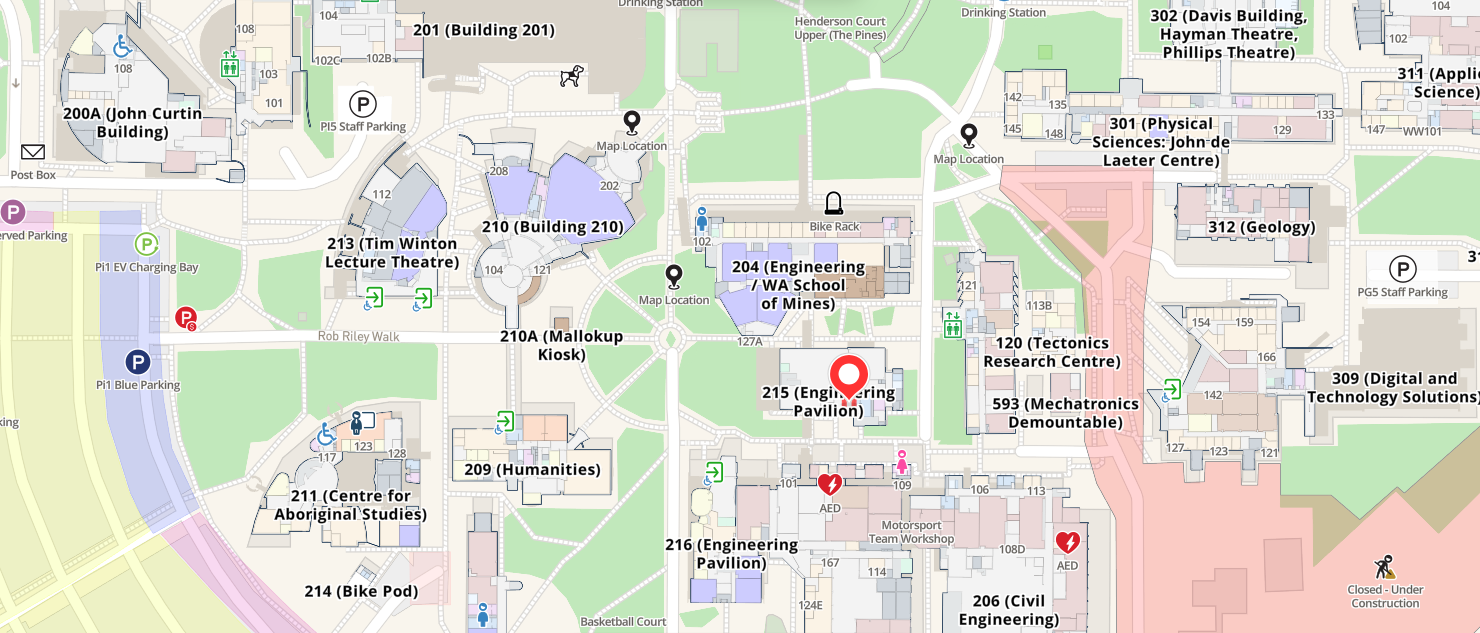 Drinking Station
Henderson Court
Upper (The Pines)
Drinking Station
104
201 (Building 201)
108
102C
102B
302 (Davis Building,
Hayman Theatre,
Phillips Theatre)
104
102
311 (Applied
Science)
108
103
101
200A (John Curtin
Building)
P
PI5 Staff Parking
Map Location
142
135
145
148
301 (Physical
Sciences: John de
Laeter Centre)
129
133
147
WW101
Post Box
Map Location
208
202
112
P
erved Parking
P
Pi1 EV Charging Bay
213 (Tim Winton
Lecture Theatre)
210 (Building 210)
104
121
102
Bike Rack
204 (Engineering
/ WA School
of Mines)
Map Location
312 (Geology)
P
PG5 Staff Parking
31
121
113B
P
S
Rob Riley Walk
210A (Mallokup
Kiosk)
127A
120 (Tectonics
Research Centre)
154
159
166
P
Pi1 Blue Parking
215 (Engineering
Pavilion)
593 (Mechatronics
Demountable)
142
309 (Digital and
Technology Solutions)
king
117
123
128
209 (Humanities)
127
123
121
211 (Centre for
Aboriginal Studies)
101
AED
109
106
113
Motorsport
Team Workshop
108D
AED
216 (Engineering
Pavilion)
167
114
124E
214 (Bike Pod)
Basketball Court
206 (Civil
Engineering)
Closed - Under
Construction